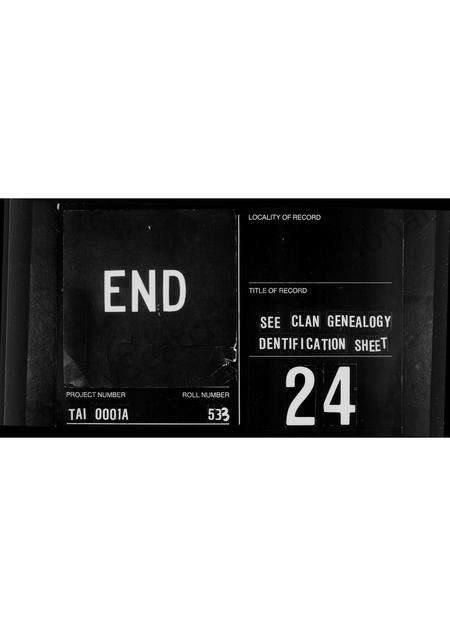 END
PROJECT NUMBER ROLL NUMBER
TAI 0001A 533
LOCALITY OF RECORD
TITLE OF RECORD
SEE CLAN GENEALOGY
DENTIFICATION SHEET
24